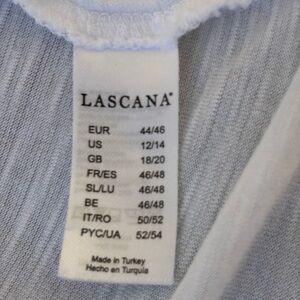 LASCANA®
EUR 44/46
US 12/14
GB 18/20
FR/ES 46/48
SL/LU 46/48
BE 46/48
IT/RO 50/52
PYC/UA 52/54
Made in Turkey
Hecho en Turquía